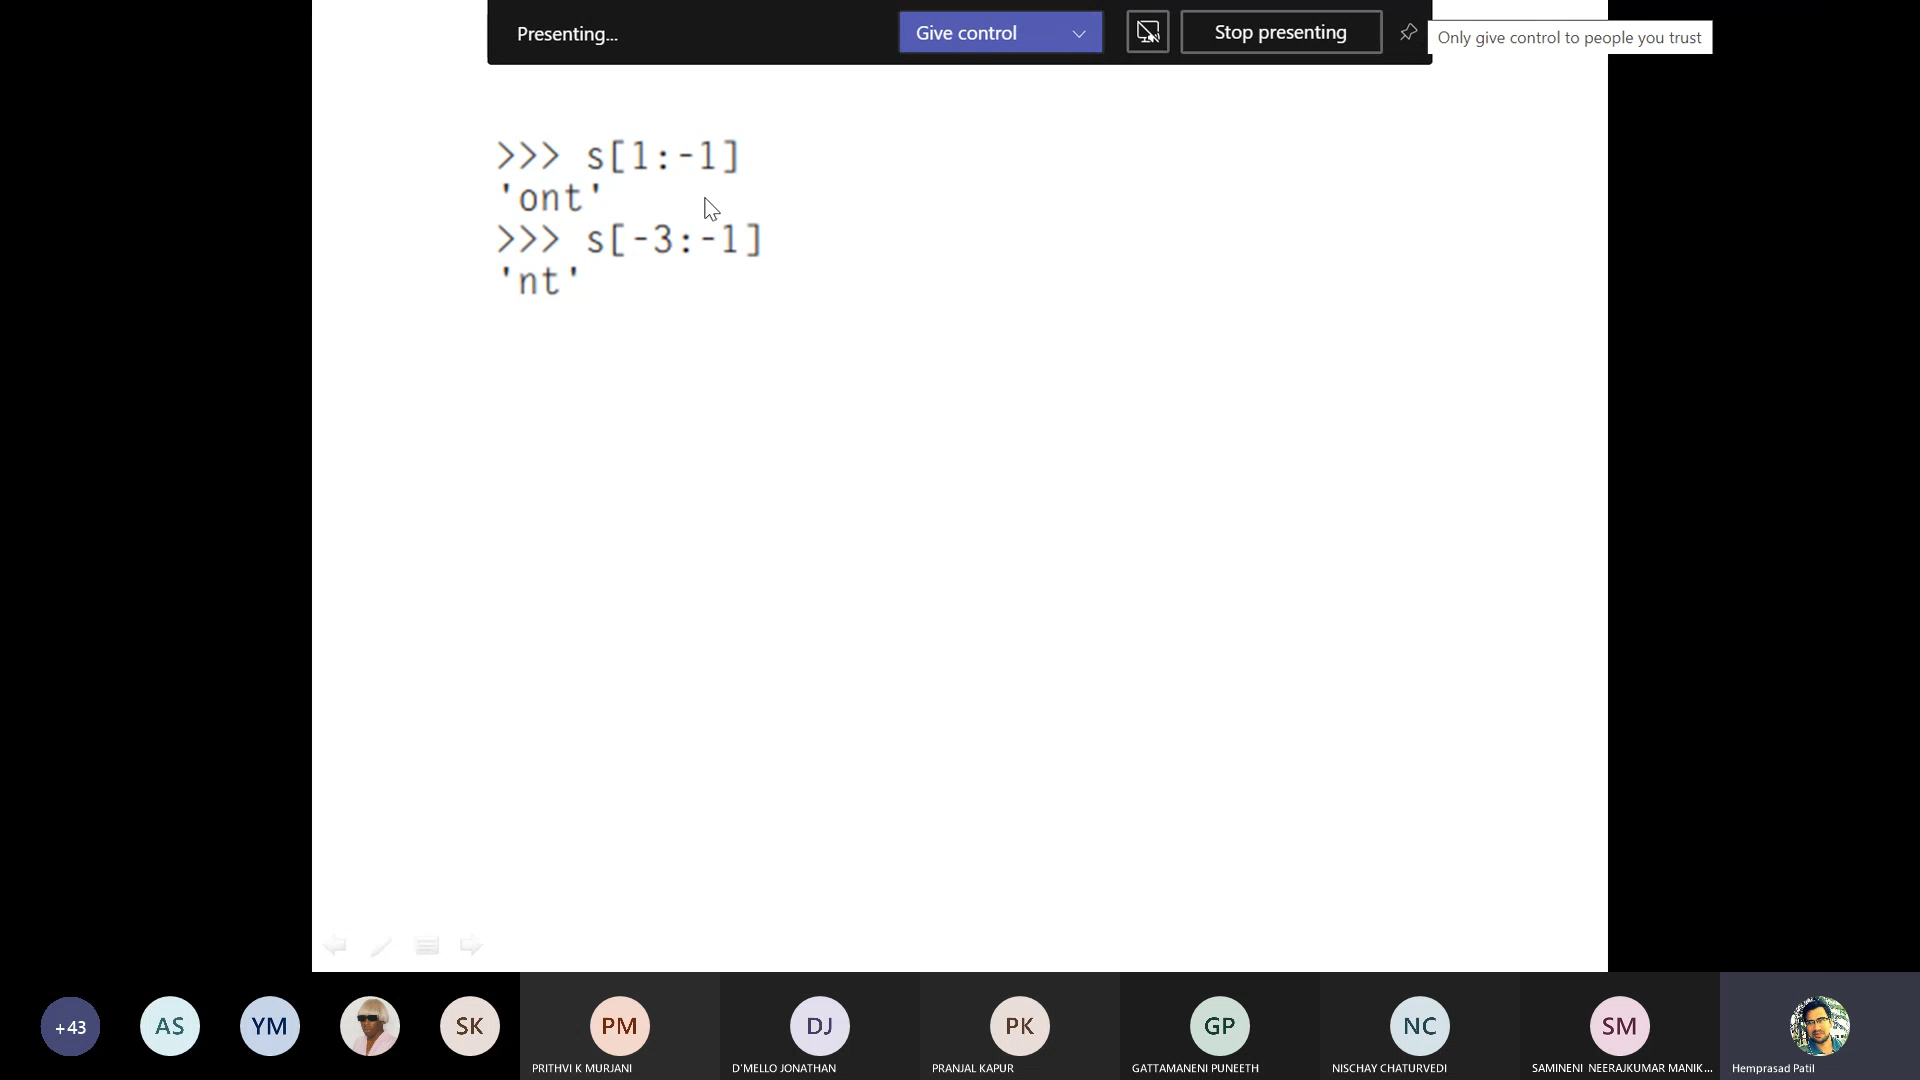 Presenting...
Give control
Stop presenting
Only give control to people you trust
>>> s[1:-1]
'ont'
>>> s[-3:-1]
'nt'
+43
AS
YM
SK
PM
DJ
PK
GP
NC
SM
PRITHVI K MURJANI
D'MELLO JONATHAN
PRANJAL KAPUR
GATTAMANENI PUNEETH
NISCHAY CHATURVEDI
SAMINENI NEERAJKUMAR MANIK...
Hemprasad Patil